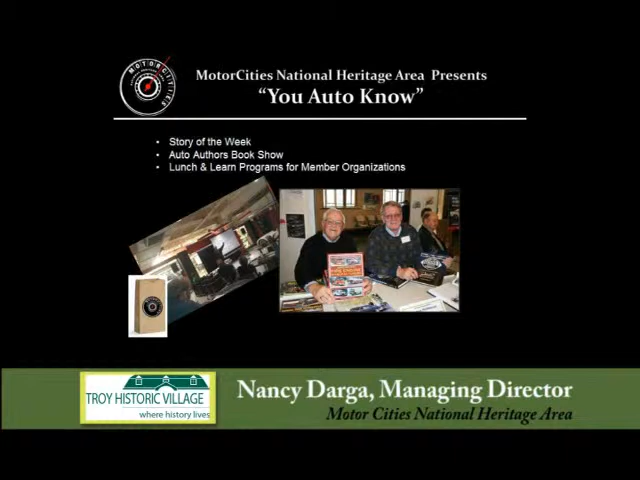 MOTORCITIES
MotorCities National Heritage Area Presents
"You Auto Know"
• Story of the Week
• Auto Authors Book Show
• Lunch & Learn Programs for Member Organizations
TROY HISTORIC VILLAGE
where history lives
Nancy Darga, Managing Director
Motor Cities National Heritage Area